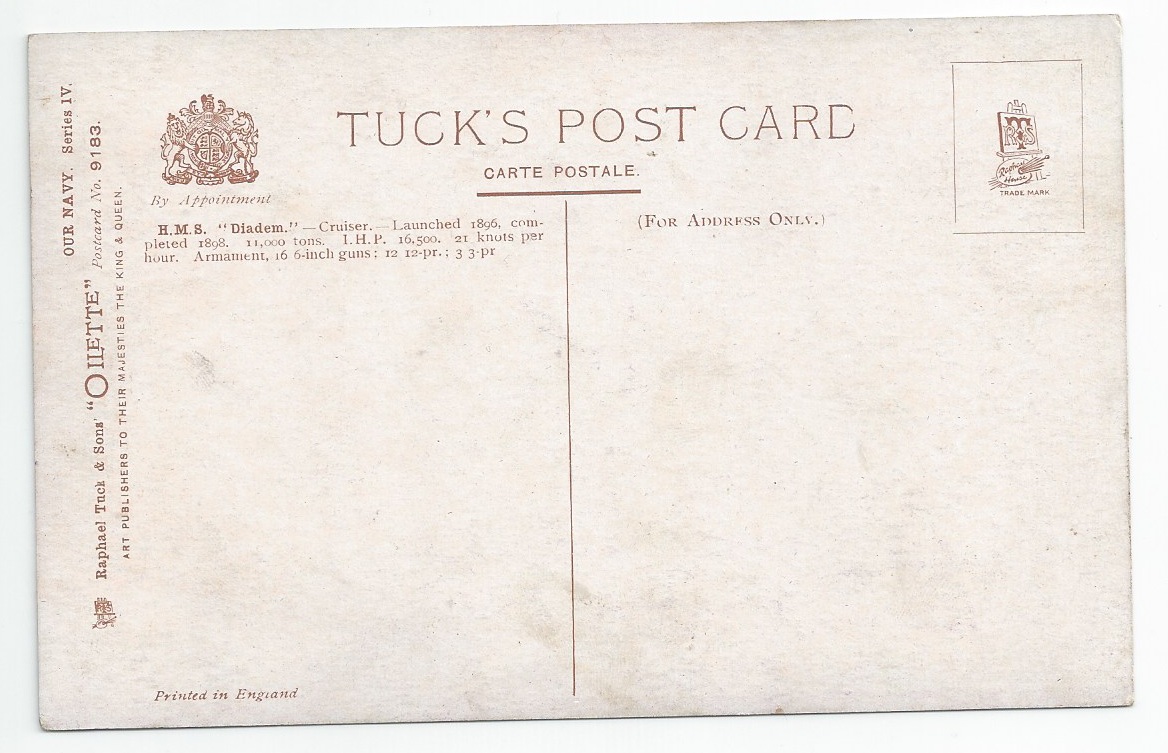 TUCK'S POST CARD
CARTE POSTALE.
By Appointment
H.M.S. "Diadem." — Cruiser. — Launched 1896, com-
pleted 1898. 11,000 tons. I.H.P. 16,500. 21 knots per
hour. Armament, 16 6-inch guns; 12 12-pr.; 3 3-pr
(FOR ADDRESS ONLY.)
RTS
Raphael
House
TRADE MARK
OUR NAVY. Series IV.
Raphael Tuck & Sons' "OILETTE" Postcard No. 9183.
ART PUBLISHERS TO THEIR MAJESTIES THE KING & QUEEN.
Printed in England